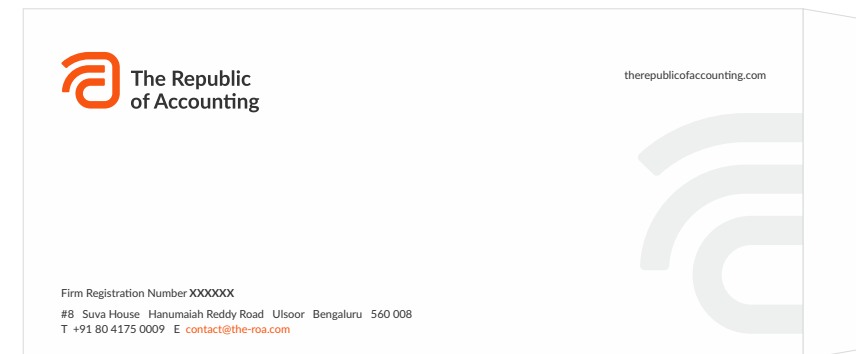 The Republic
of Accounting
therepublicofaccounting.com
Firm Registration Number XXXXXX
#8 Suva House Hanumaiah Reddy Road Ulsoor Bengaluru 560 008
T +91 80 4175 0009 E contact@the-roa.com